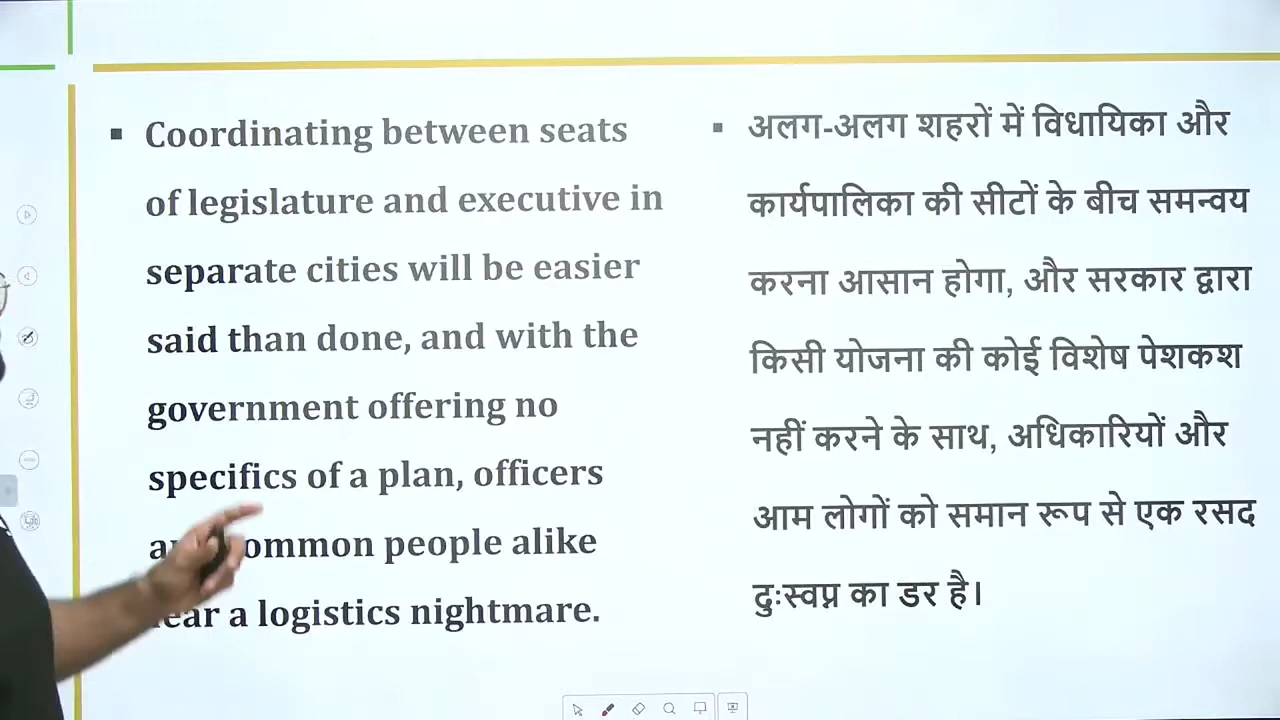 Coordinating between seats
of legislature and executive in
separate cities will be easier
said than done, and with the
government offering no
specifics of a plan, officers
common people alike
a logistics nightmare.
अलग-अलग शहरों में विधायिका और
कार्यपालिका की सीटों के बीच समन्वय
करना आसान होगा, और सरकार द्वारा
किसी योजना की कोई विशेष पेशकश
नहीं करने के साथ, अधिकारियों और
आम लोगों को समान रूप से एक रसद
दुःस्वप्न का डर है।